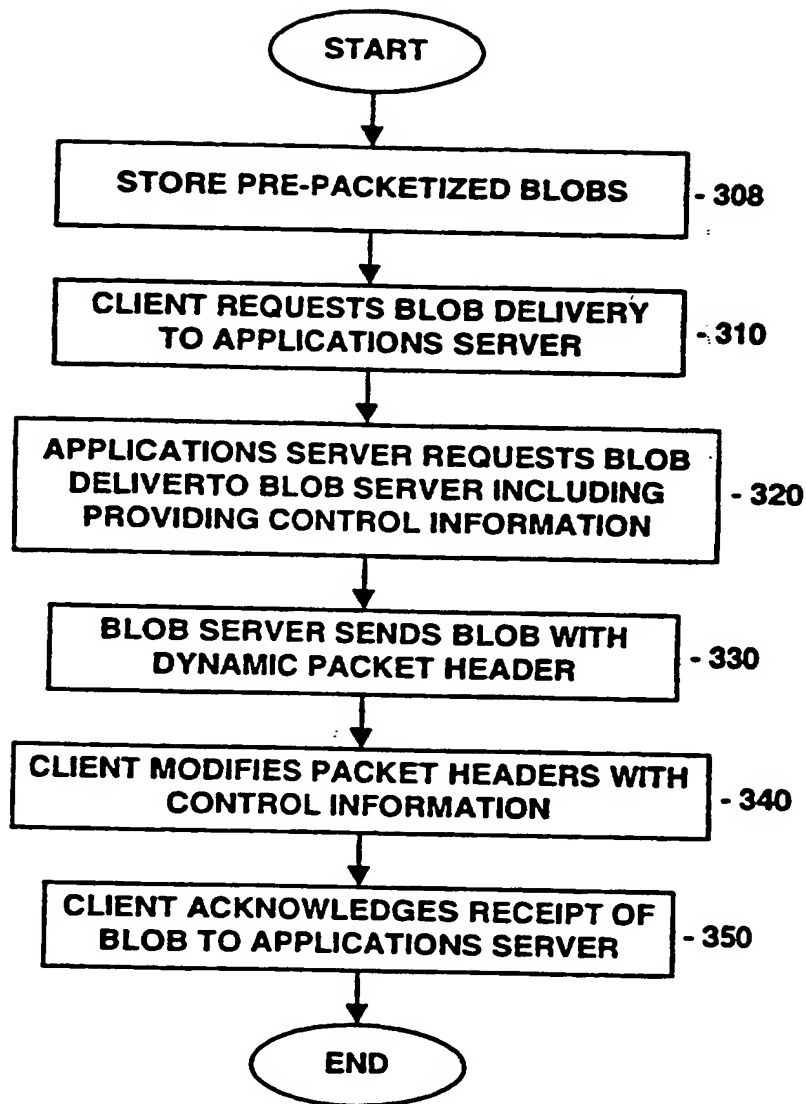 START
STORE PRE-PACKETIZED BLOBS
- 308
CLIENT REQUESTS BLOB DELIVERY
TO APPLICATIONS SERVER
- 310
APPLICATIONS SERVER REQUESTS BLOB
DELIVERTO BLOB SERVER INCLUDING
PROVIDING CONTROL INFORMATION
- 320
BLOB SERVER SENDS BLOB WITH
DYNAMIC PACKET HEADER
- 330
CLIENT MODIFIES PACKET HEADERS WITH
CONTROL INFORMATION
- 340
CLIENT ACKNOWLEDGES RECEIPT OF
BLOB TO APPLICATIONS SERVER
- 350
END